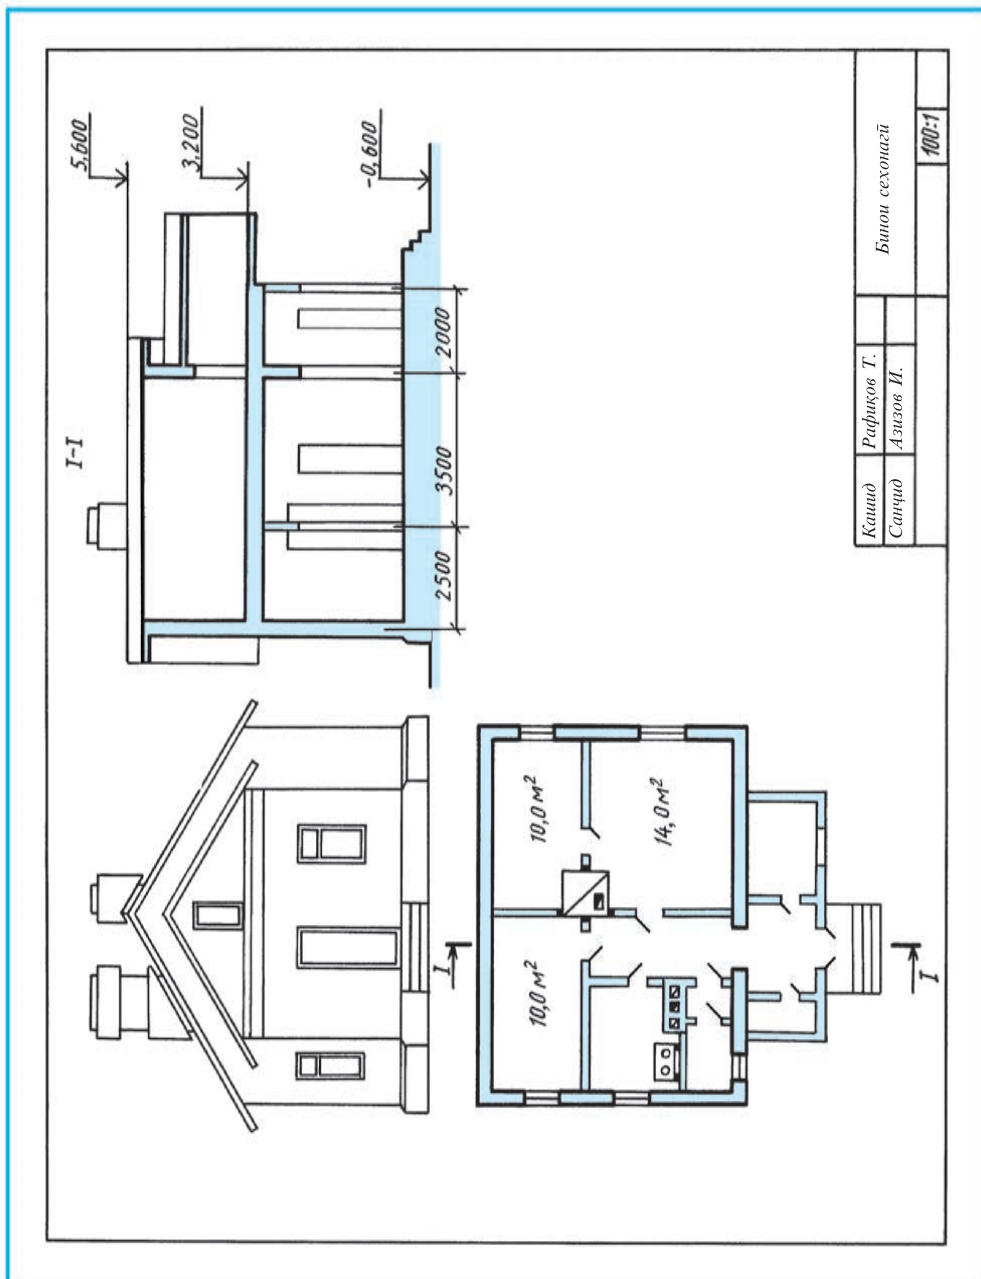 I-I
5,600
3,200
-0,600
2500
3500
2000
I
I
10,0 м²
10,0 м²
14,0 м²
Кашид Рафиқов Т.
Санҷид Азизов И.
Бинои сехонагӣ
100:1